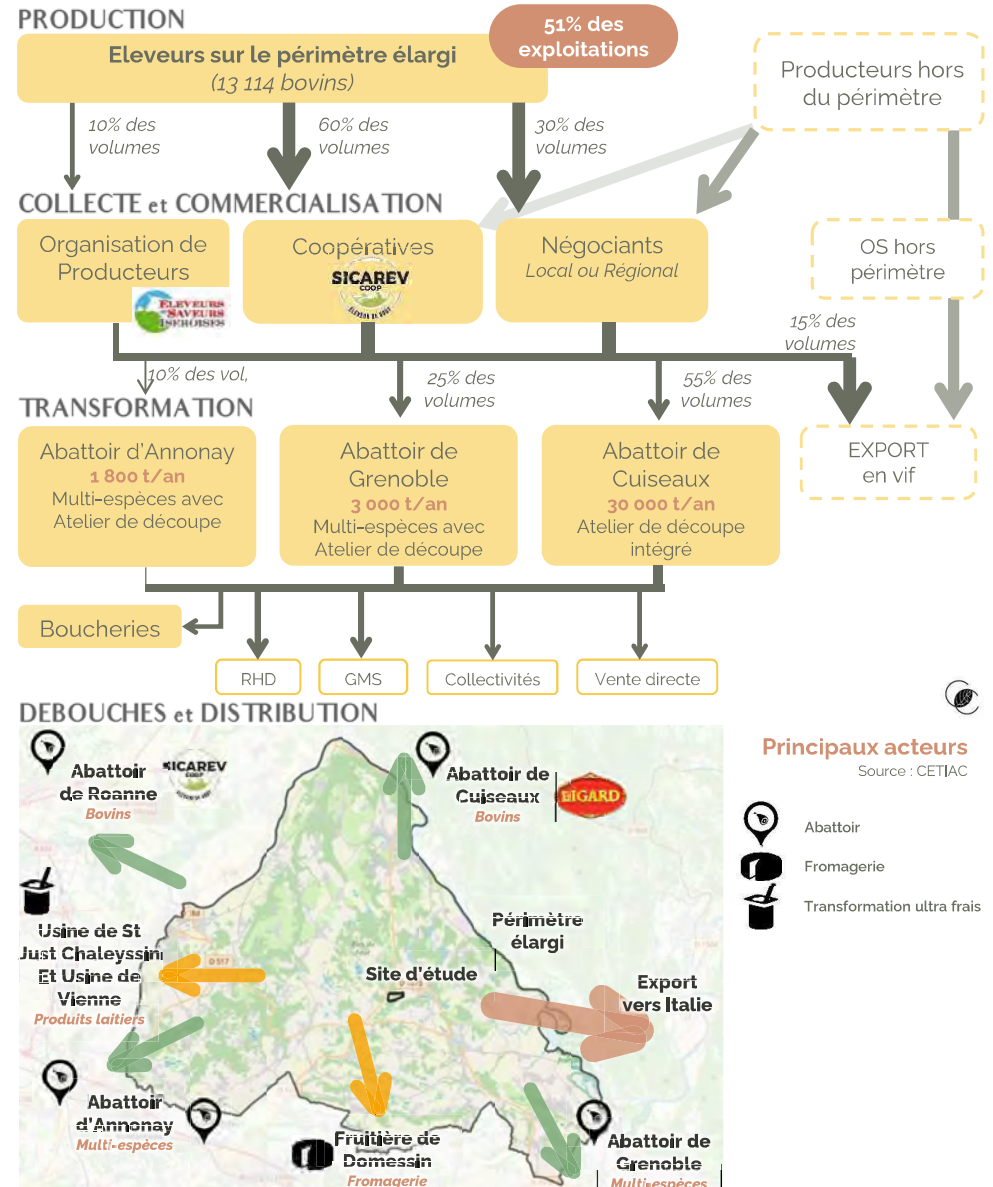 PRODUCTION
51% des
exploitations
Eleveurs sur le périmètre élargi
(13 114 bovins)
Producteurs hors
du périmètre
10% des
volumes
60% des
volumes
30% des
volumes
COLLECTE et COMMERCIALISATION
Organisation de
Producteurs
ELEVEURS
SAVEURS
ISEROISES
Coopératives
SICAREV
COOP
Négociants
Local ou Régional
OS hors
périmètre
15% des
volumes
10% des vol,
25% des
volumes
55% des
volumes
TRANSFORMATION
Abattoir d'Annonay
1 800 t/an
Multi-espèces avec
Atelier de découpe
Abattoir de
Grenoble
3 000 t/an
Multi-espèces avec
Atelier de découpe
Abattoir de
Cuiseaux
30 000 t/an
Atelier de découpe
intégré
EXPORT
en vif
Boucheries
RHD
GMS
Collectivités
Vente directe
DEBOUCHES et DISTRIBUTION
Abattoir
de Roanne
Bovins
SICAREV
COOP
Abattoir de
Cuiseaux
Bovins
BIGARD
Principaux acteurs
Source : CETIAC
Abattoir
Fromagerie
Transformation ultra frais
Usine de St
Just Chaleyssin
Et Usine de
Vienne
Produits laitiers
Périmètre
élargi
Site d'étude
Export
vers Italie
D 517
Abattoir
d'Annonay
Multi-espèces
Fruitière de
Domessin
Fromagerie
Abattoir de
Grenoble
Multi-espèces